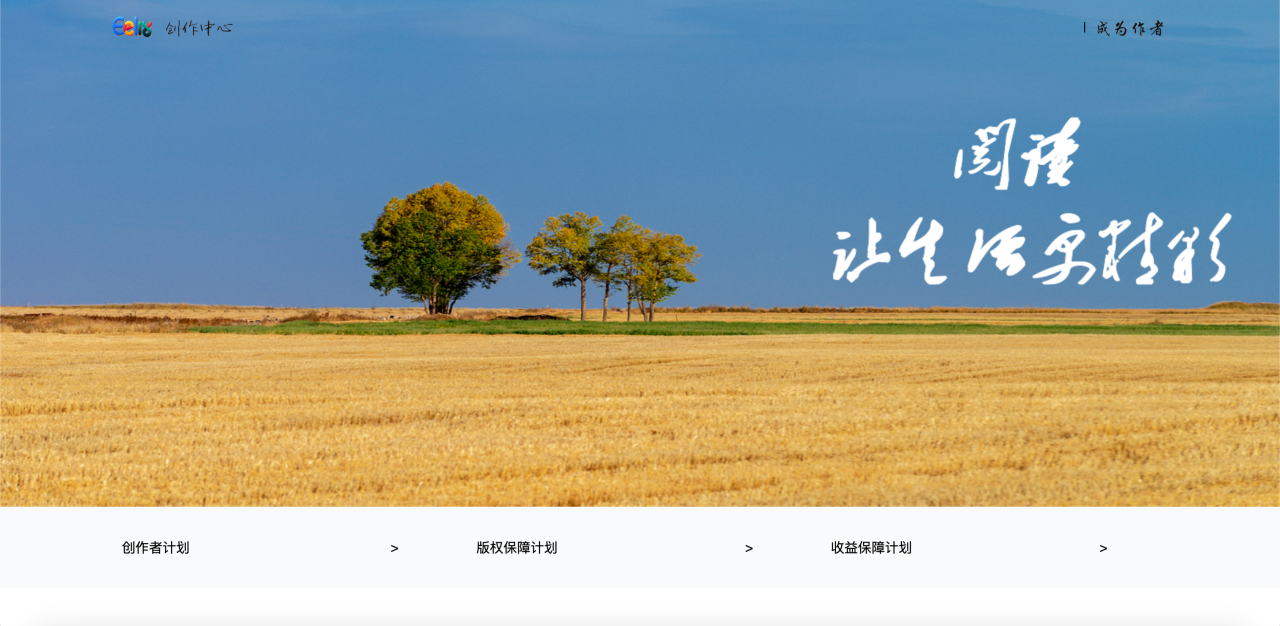 创作中心
| 成为作者
阅读
让生活更精彩
创作者计划 >
版权保障计划 >
收益保障计划 >